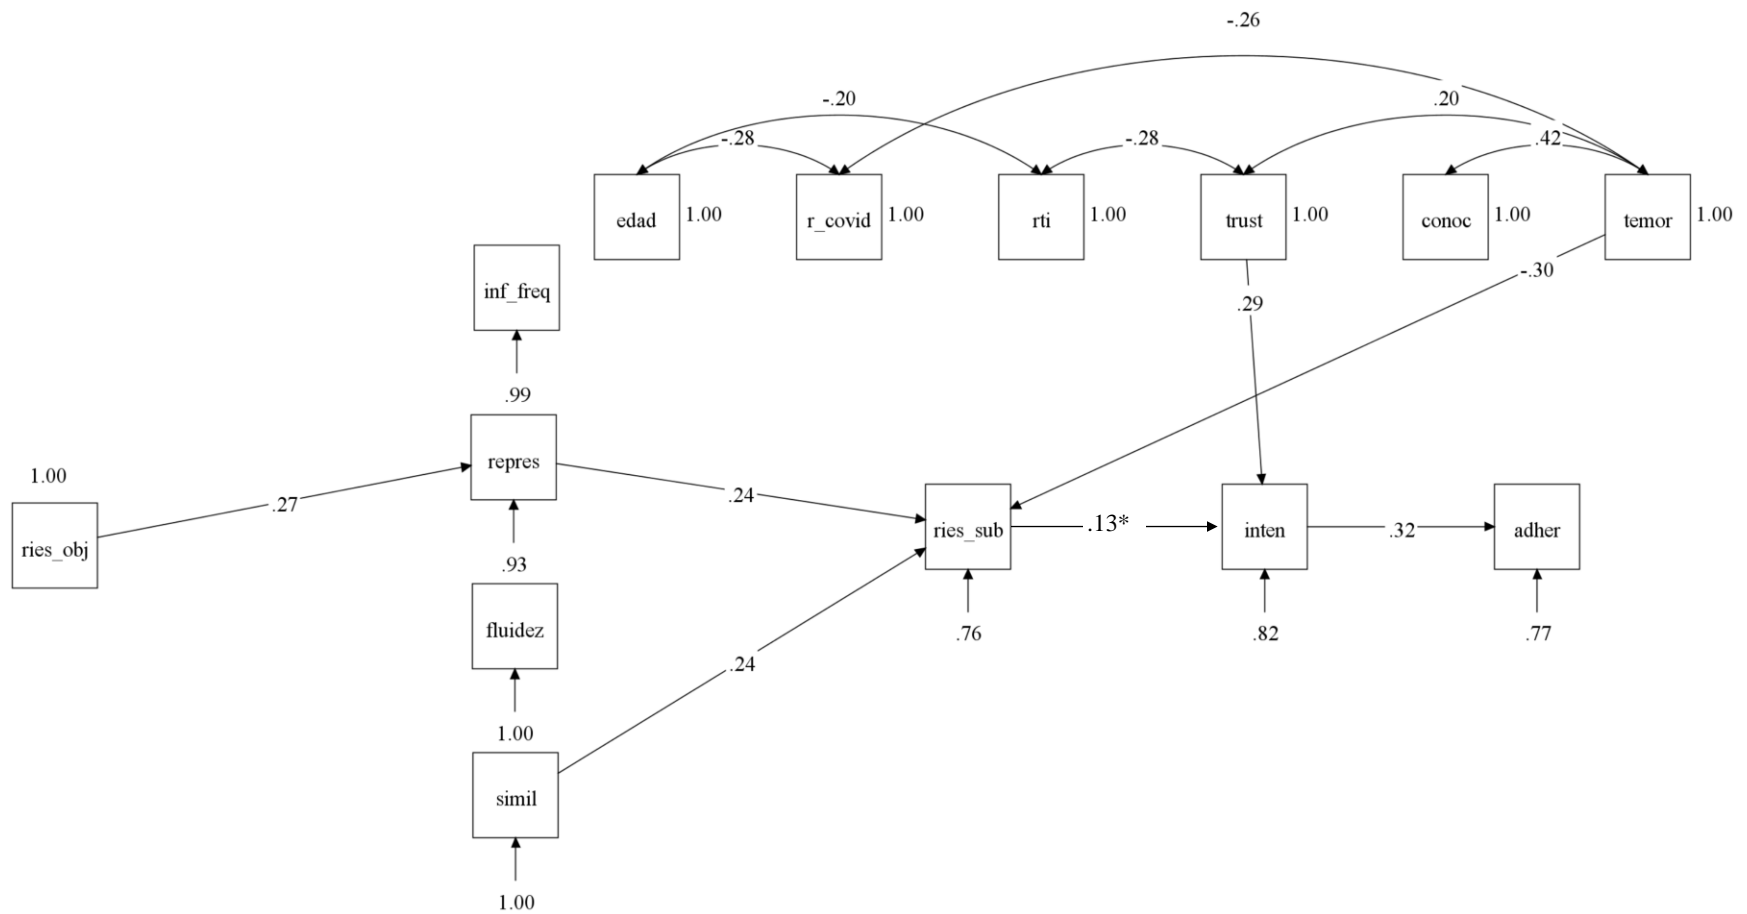 -.26
-.20
.20
-.28
-.28
.42
edad
1.00
r_covid
1.00
rti
1.00
trust
1.00
conoc
1.00
temor
1.00
-.30
inf_freq
.29
.99
repres
1.00
.27
.24
ries_obj
.93
ries_sub
.13*
inten
.32
adher
fluidez
.76
.82
.77
.24
1.00
simil
1.00